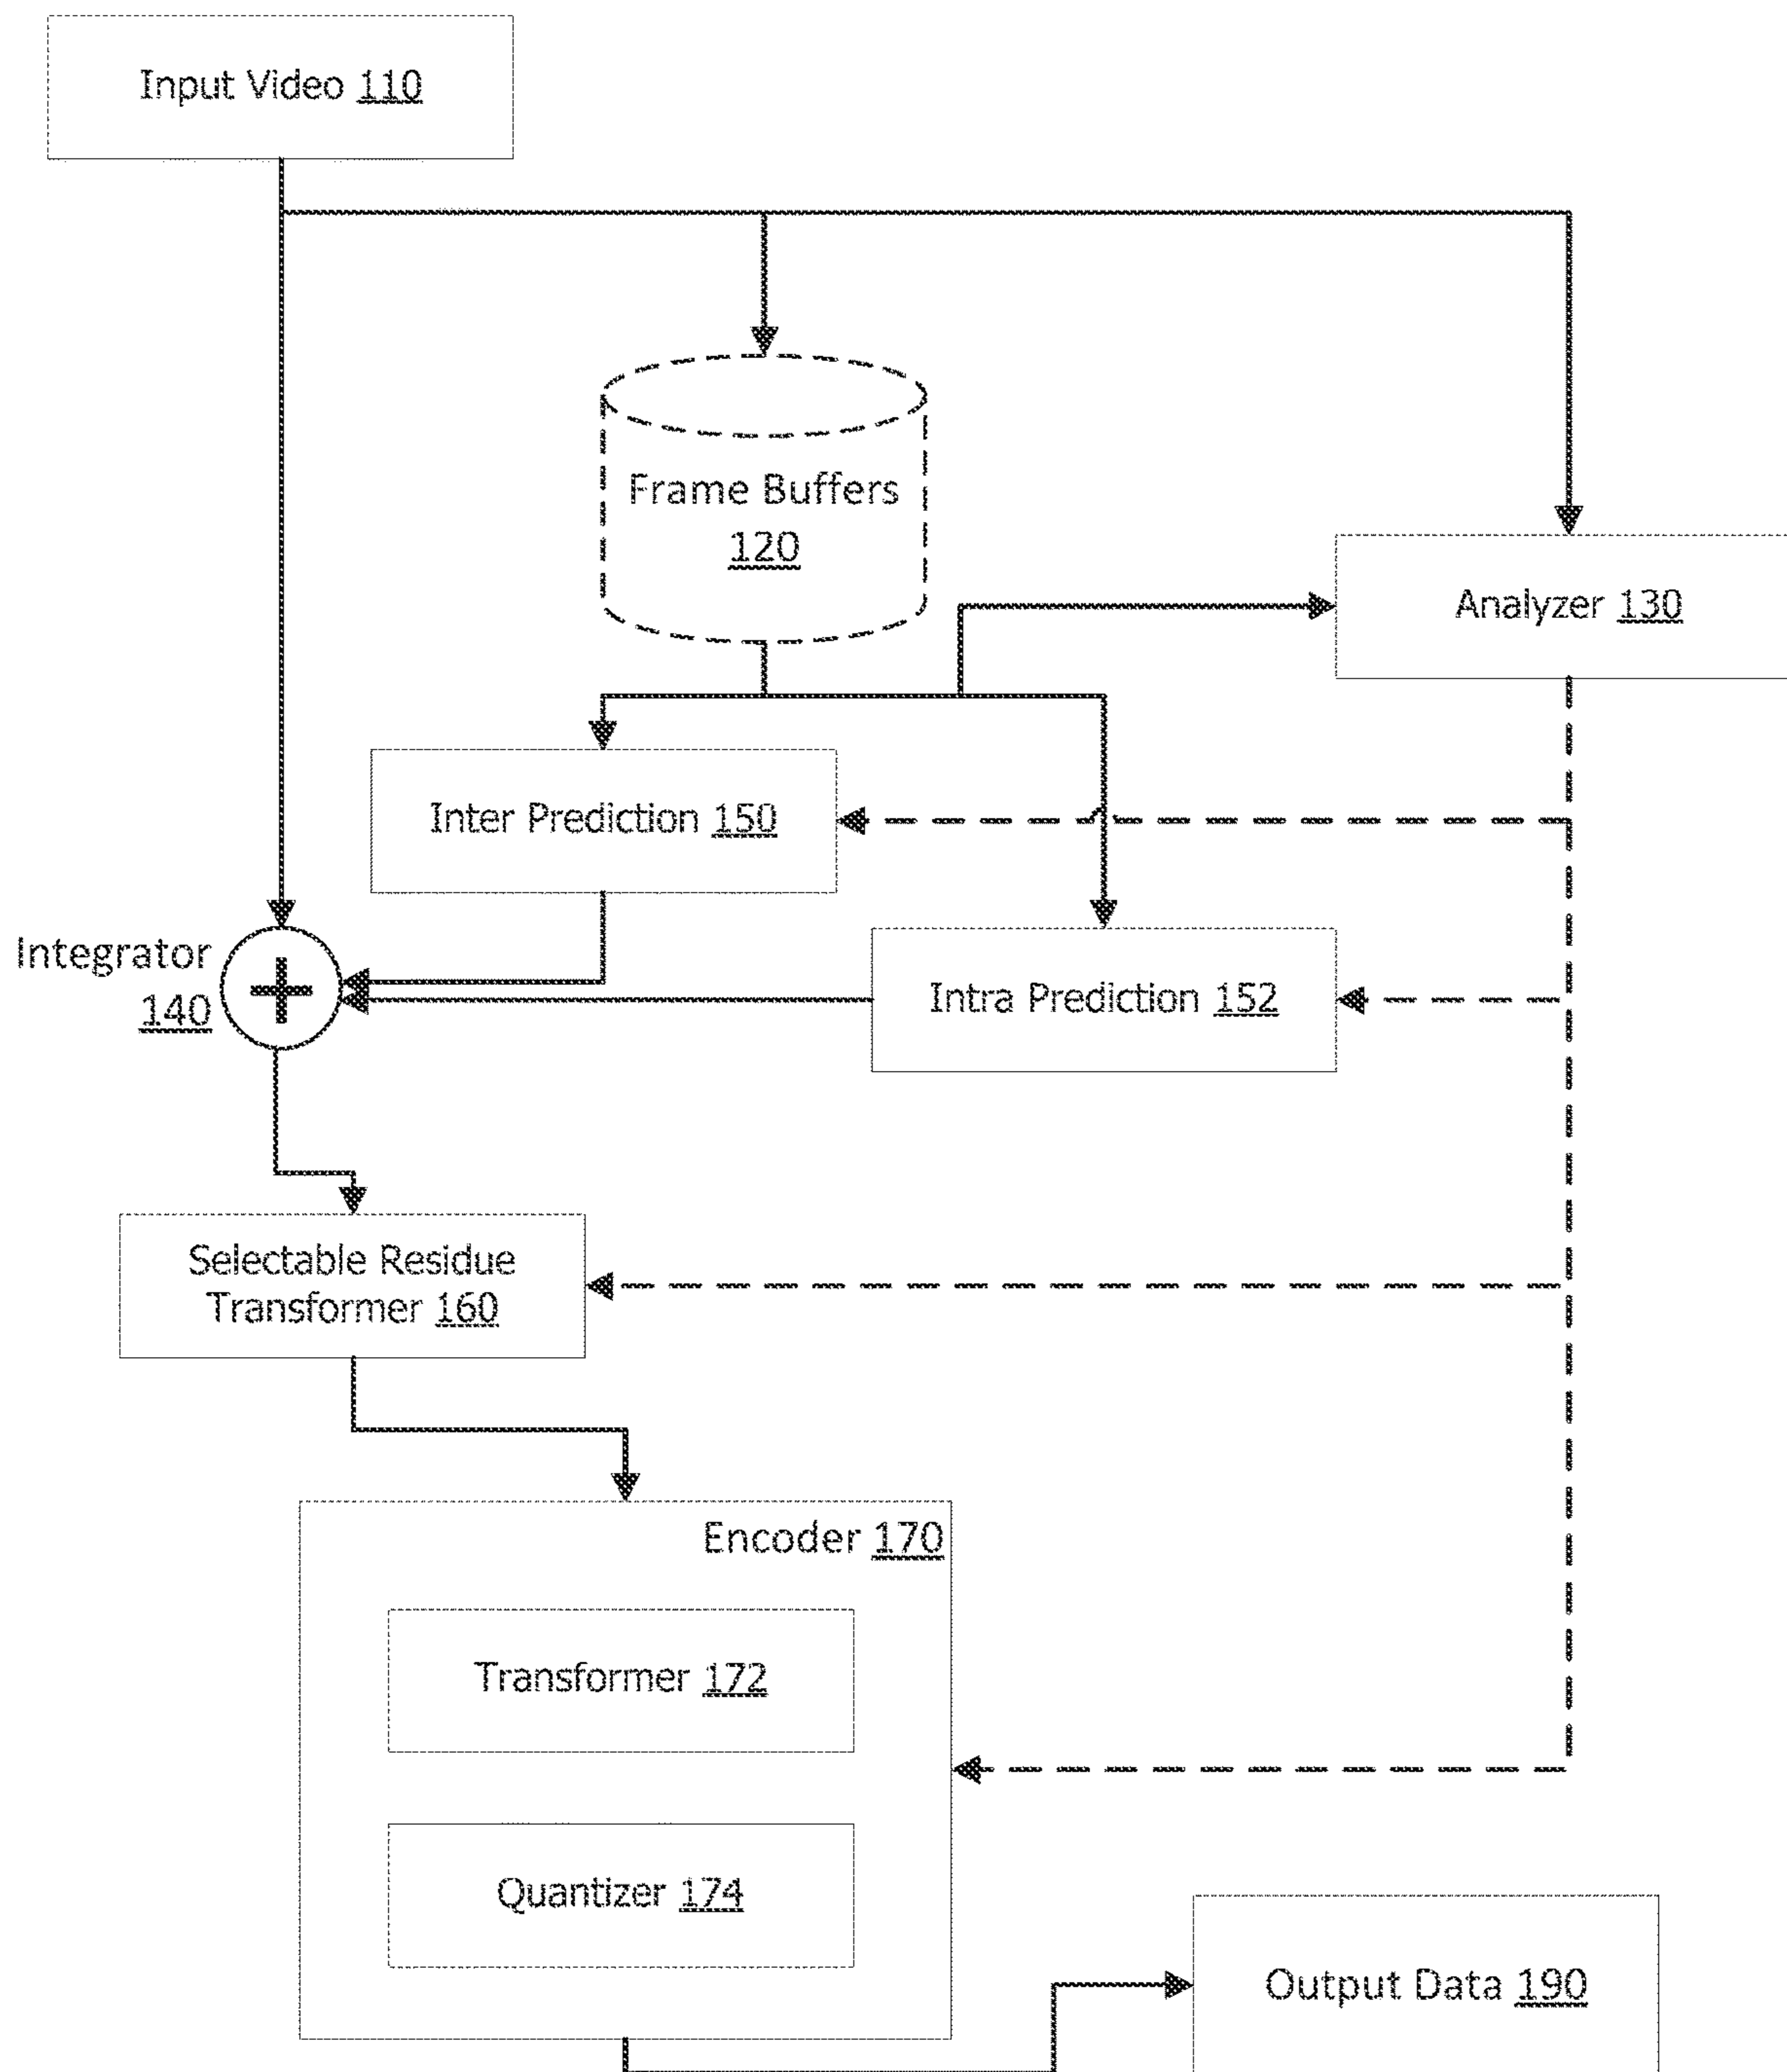 Input Video 110
Frame Buffers
120
Analyzer 130
Inter Prediction 150
Integrator
140
Intra Prediction 152
Selectable Residue
Transformer 160
Encoder 170
Transformer 172
Quantizer 174
Output Data 190